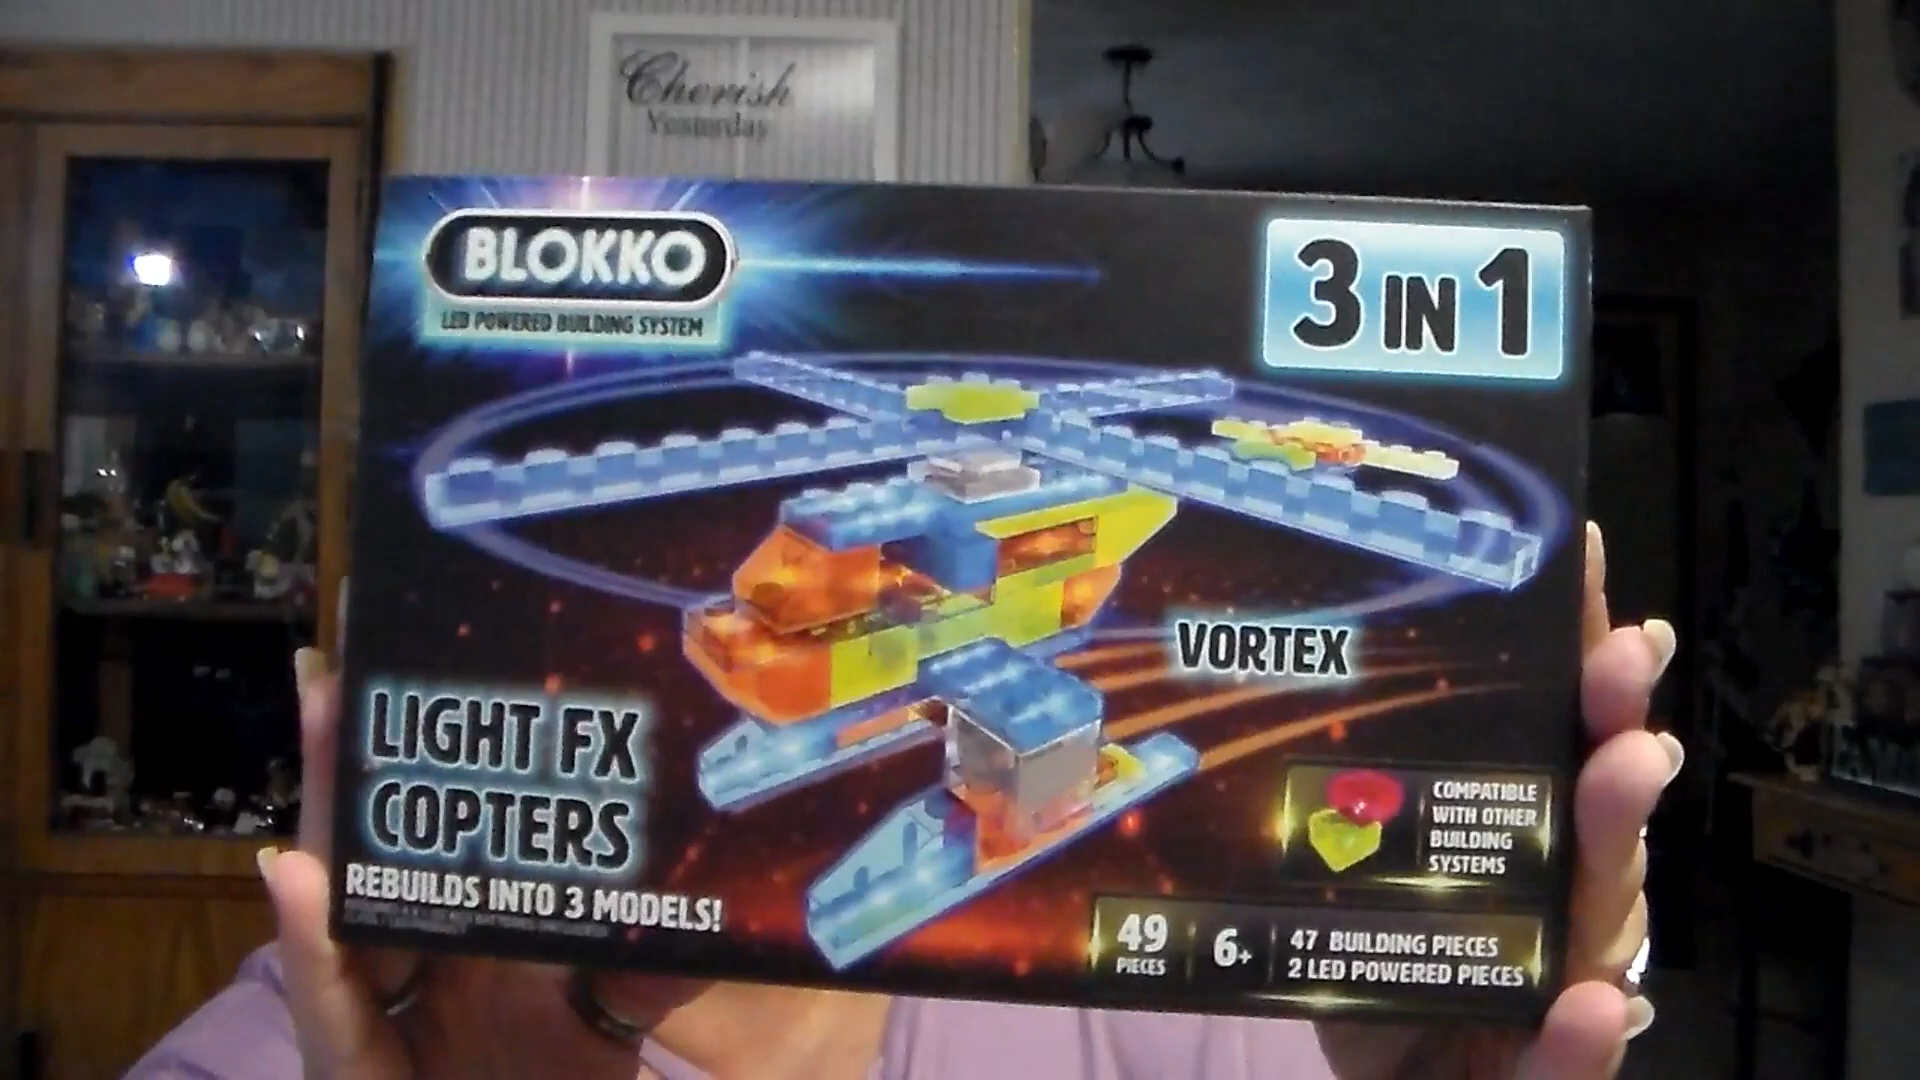 Cherish
Yesterday
BLOKKO
LED POWERED BUILDING SYSTEM
3 IN 1
VORTEX
LIGHT FX
COPTERS
REBUILDS INTO 3 MODELS!
COMPATIBLE
WITH OTHER
BUILDING
SYSTEMS
49
PIECES
6+
47 BUILDING PIECES
2 LED POWERED PIECES